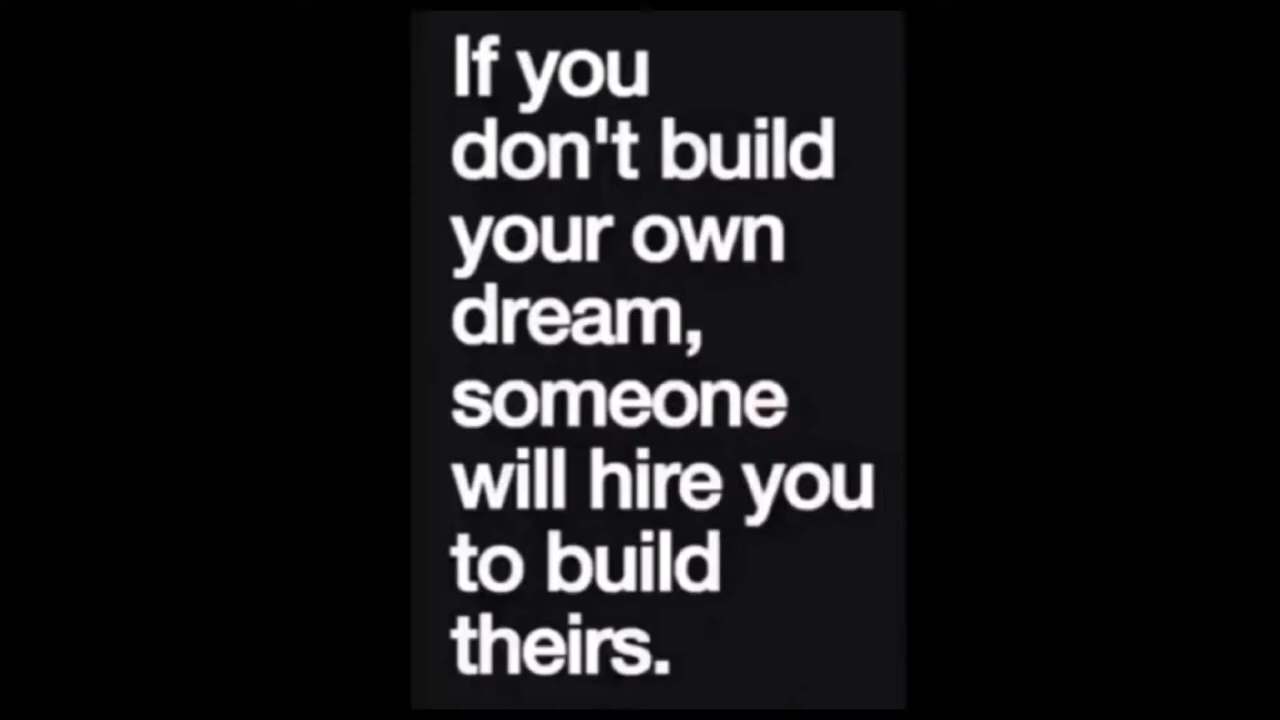 If you
don't build
your own
dream,
someone
will hire you
to build
theirs.